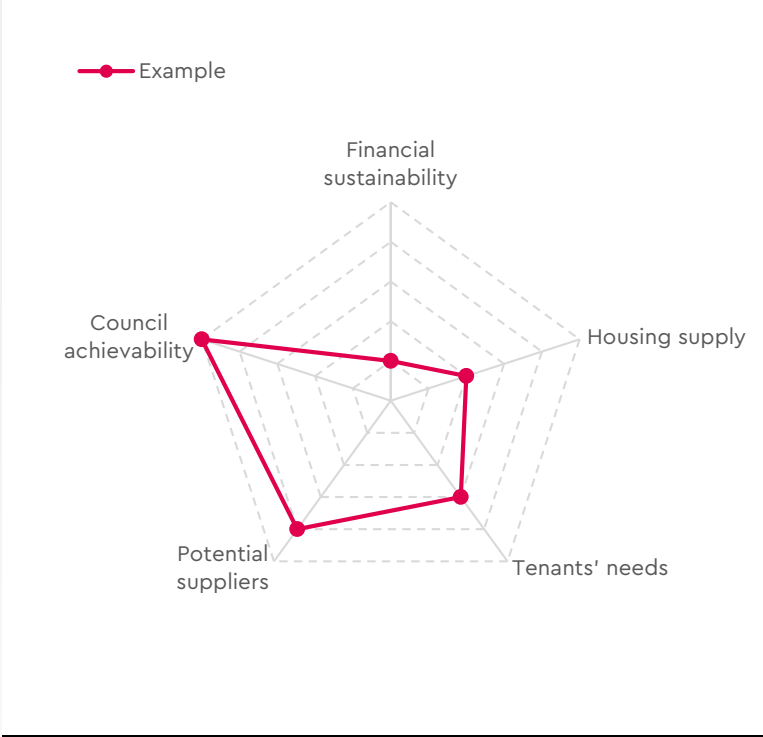 Example
Financial
sustainability
Housing supply
Council
achievability
Potential
suppliers
Tenants' needs